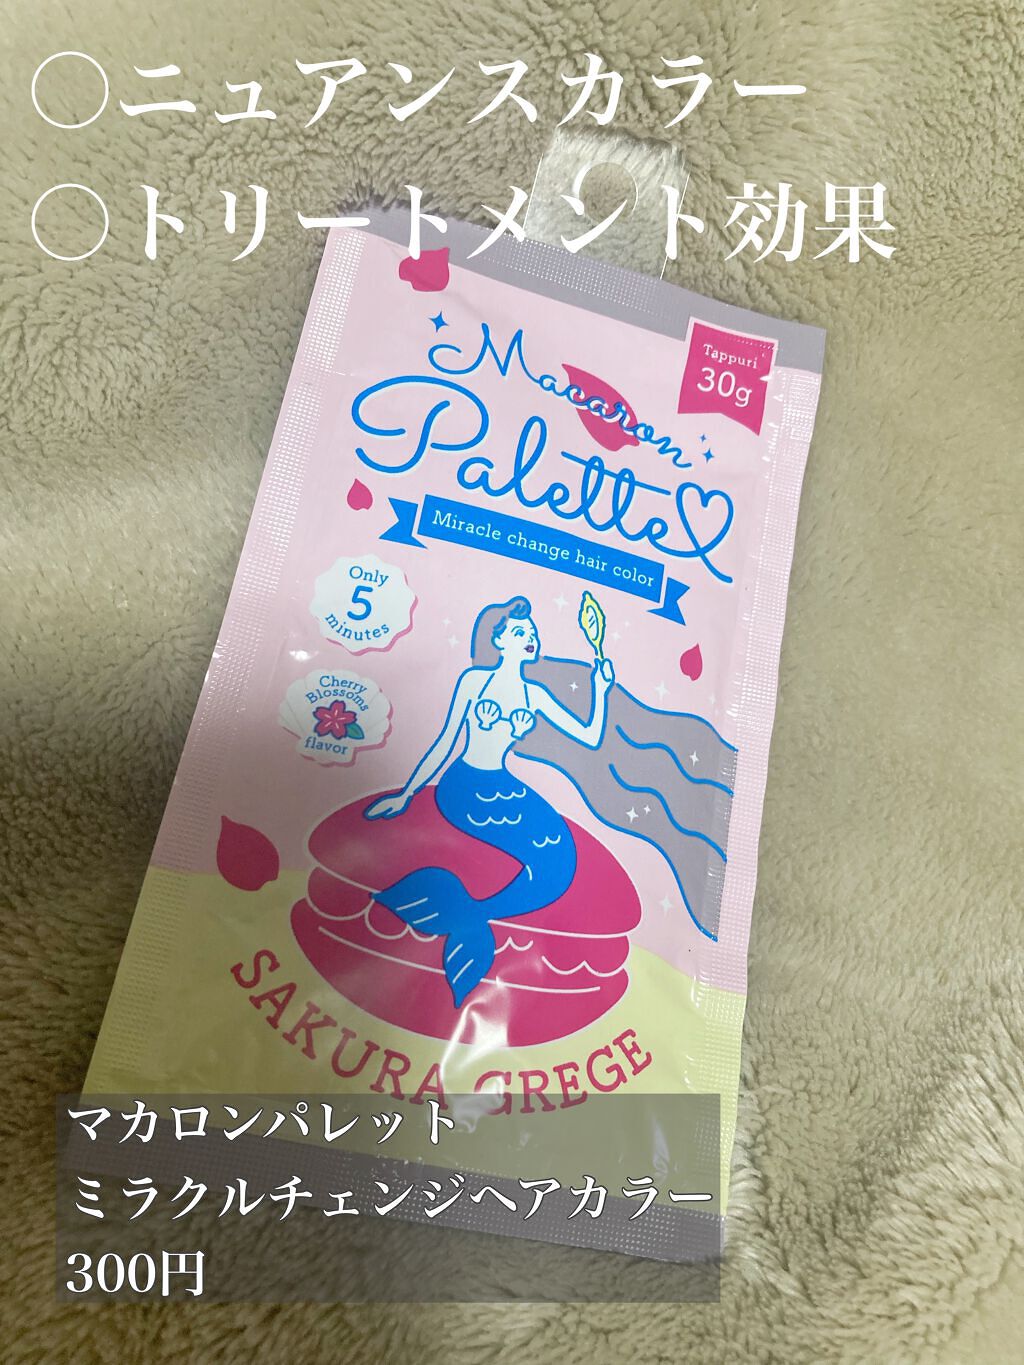 ○ニュアンスカラー
○トリートメント効果
Tappuri
30g
Macaron
Palette
Miracle change hair color
Only
5
minutes
Cherry
Blossoms
flavor
SAKURA GREGE
マカロンパレット
ミラクルチェンジヘアカラー
300円